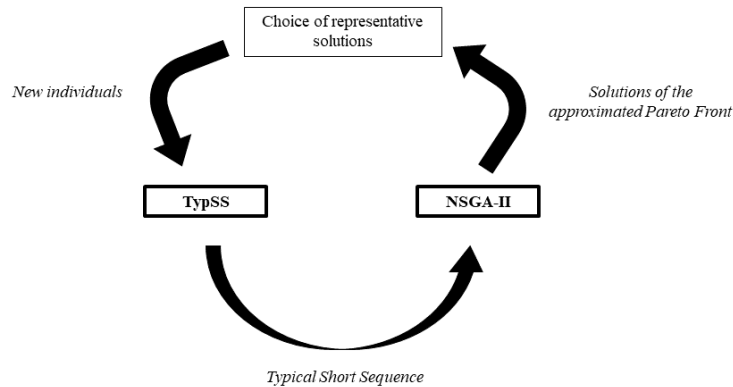 Choice of representative
solutions
New individuals
Solutions of the
approximated Pareto Front
TypSS
NSGA-II
Typical Short Sequence